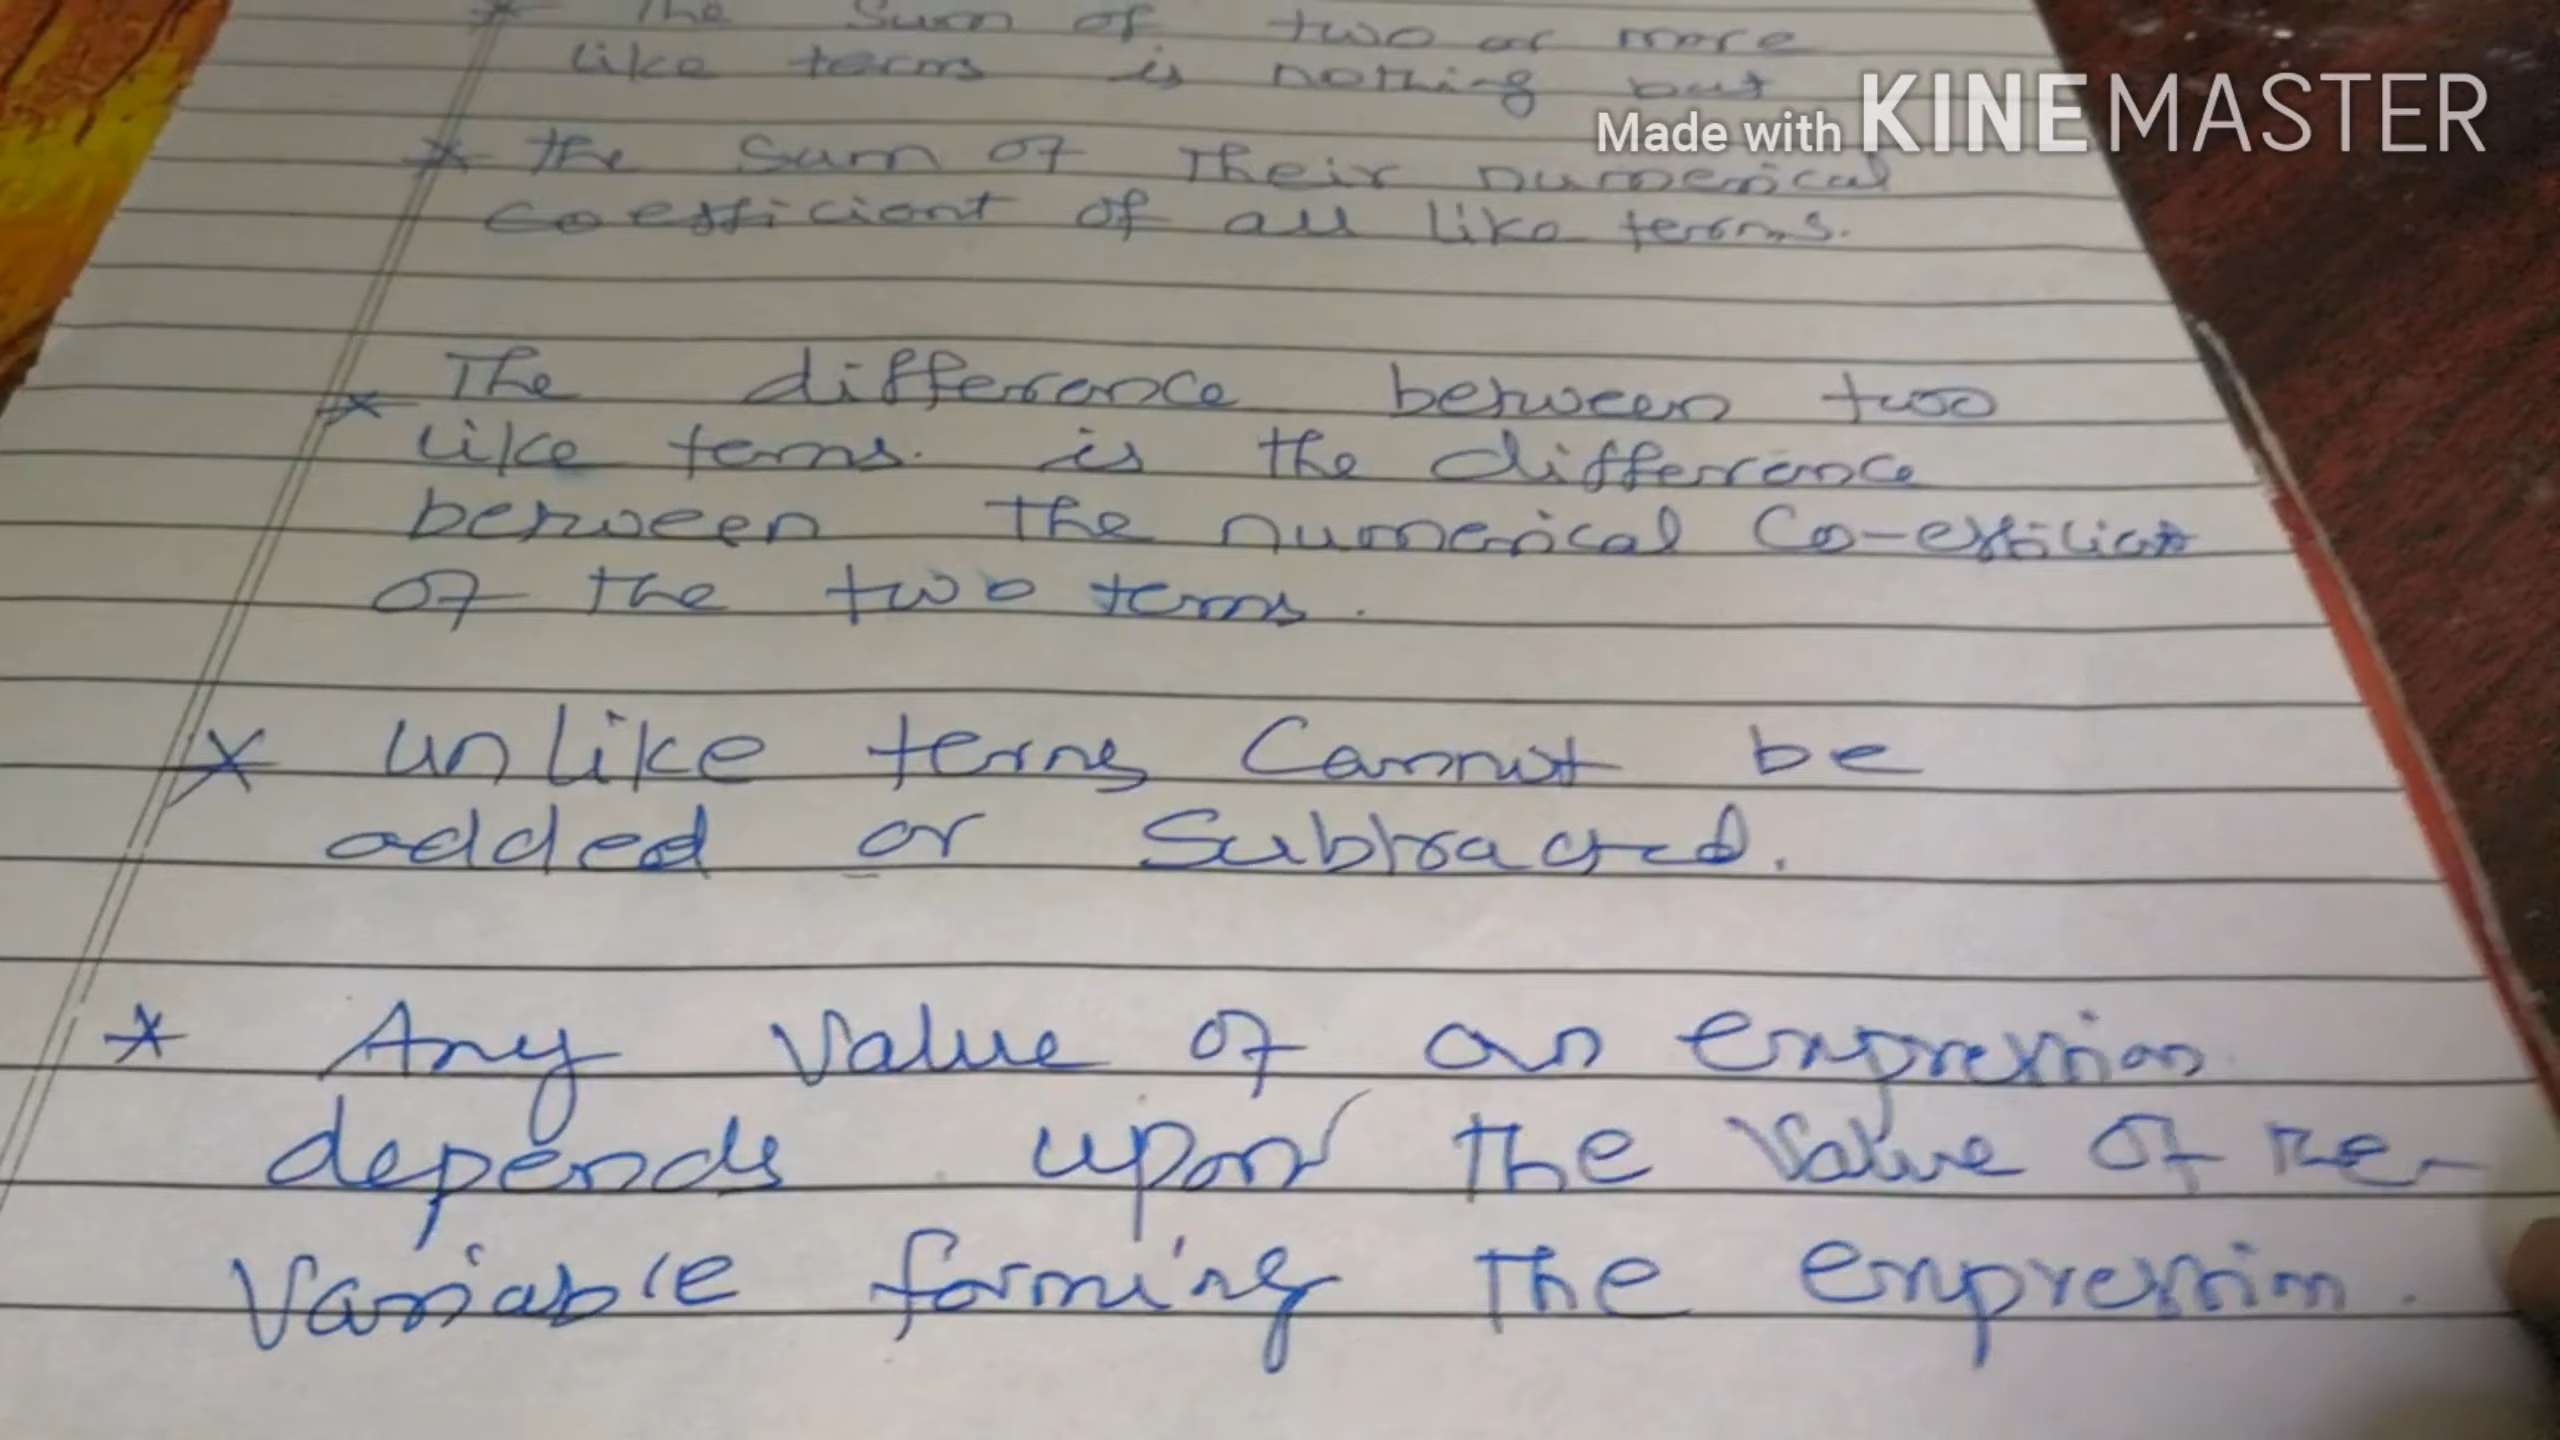 * The Sum of two or more
like terms is nothing but
Made with KINEMASTER
* the Sum of Their numerical
coefficient of all like terms.
* The difference between two
like terms. is the difference
between the numerical Co-efficient
of the two terms.
* unlike terms Cannot be
added or Subtracted.
* Any Value of an expression
depends upon the Value of the
Variable forming the expression.